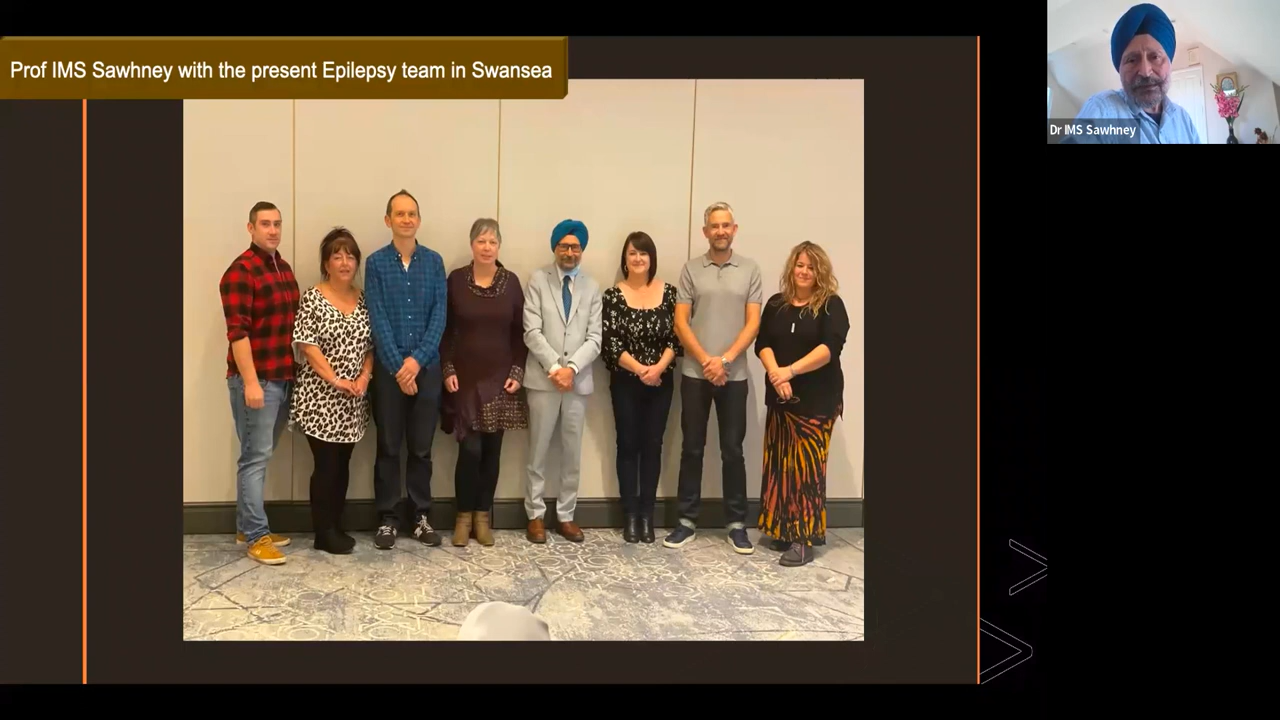 Prof IMS Sawhney with the present Epilepsy team in Swansea
Dr IMS Sawhney